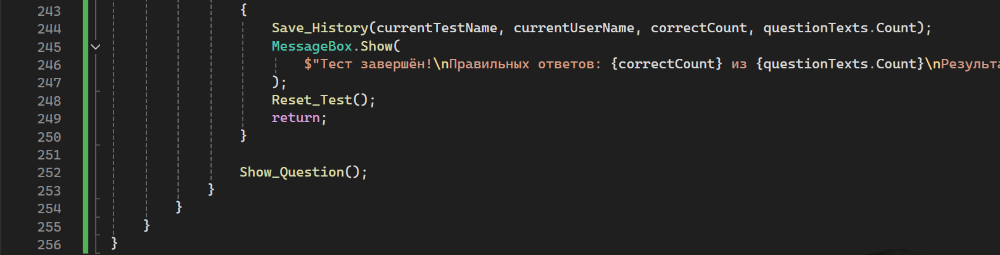 243 {
244 Save_History(currentTestName, currentUserName, correctCount, questionTexts.Count);
245 MessageBox.Show(
246 $"Тест завершён!\nПравильных ответов: {correctCount} из {questionTexts.Count}\nРезульта
247 );
248 Reset_Test();
249 return;
250 }
251
252 Show_Question();
253 }
254 }
255 }
256 }